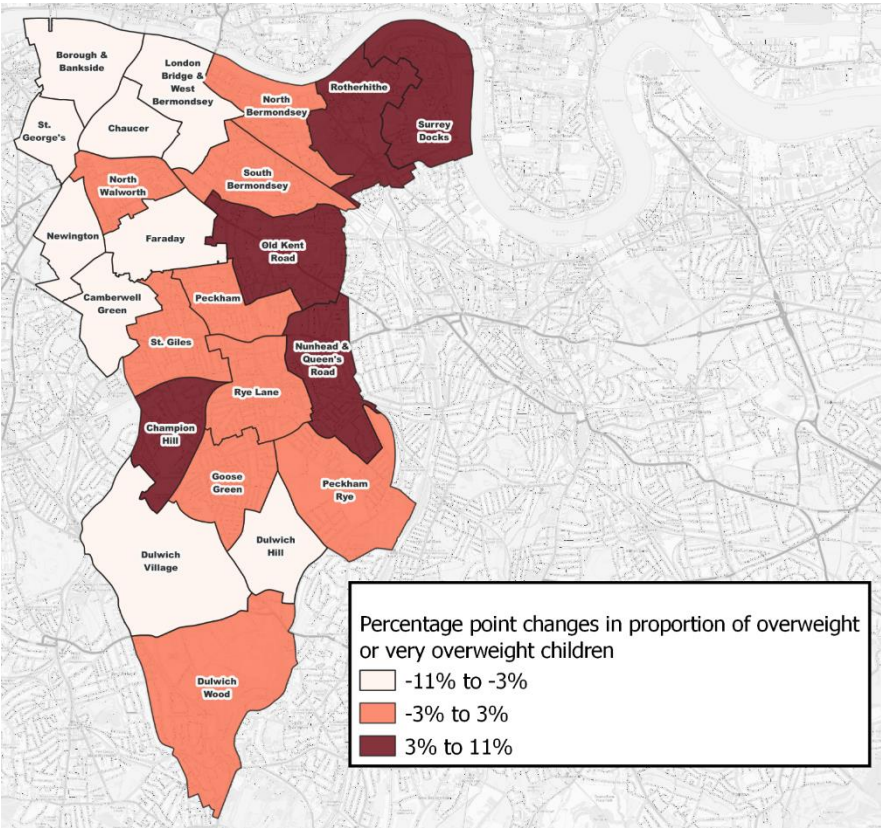 Borough &
Bankside
London
Bridge &
West
Bermondsey
North
Bermondsey
Rotherhithe
Surrey
Docks
St.
George's
Chaucer
South
Bermondsey
North
Walworth
Newington
Faraday
Old Kent
Road
Camberwell
Green
Peckham
St. Giles
Nunhead &
Queen's
Road
Rye Lane
Champion
Hill
Goose
Green
Peckham
Rye
Dulwich
Village
Dulwich
Hill
Dulwich
Wood
Percentage point changes in proportion of overweight
or very overweight children
-11% to -3%
-3% to 3%
3% to 11%